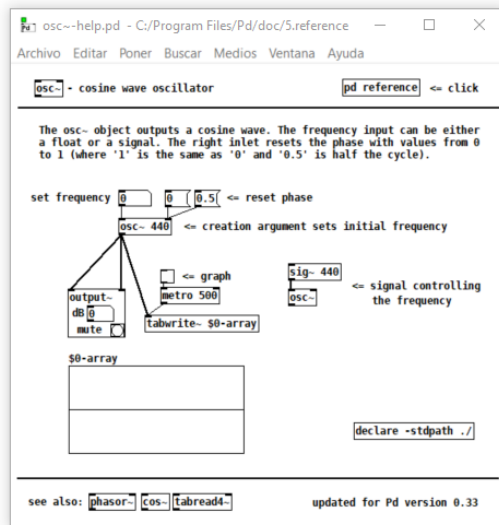 osc~-help.pd - C:/Program Files/Pd/doc/5.reference
Archivo Editar Poner Buscar Medios Ventana Ayuda
osc~ - cosine wave oscillator pd reference <= click
The osc~ object outputs a cosine wave. The frequency input can be either
a float or a signal. The right inlet resets the phase with values from 0
to 1 (where '1' is the same as '0' and '0.5' is half the cycle).
set frequency 0 0 0.5 <= reset phase
osc~ 440 <= creation argument sets initial frequency
<= graph
sig~ 440
<= signal controlling
the frequency
output~
metro 500
osc~
dB 0
mute
tabwrite~ $0-array
$0-array
declare -stdpath ./
see also: phasor~ cos~ tabread4~ updated for Pd version 0.33